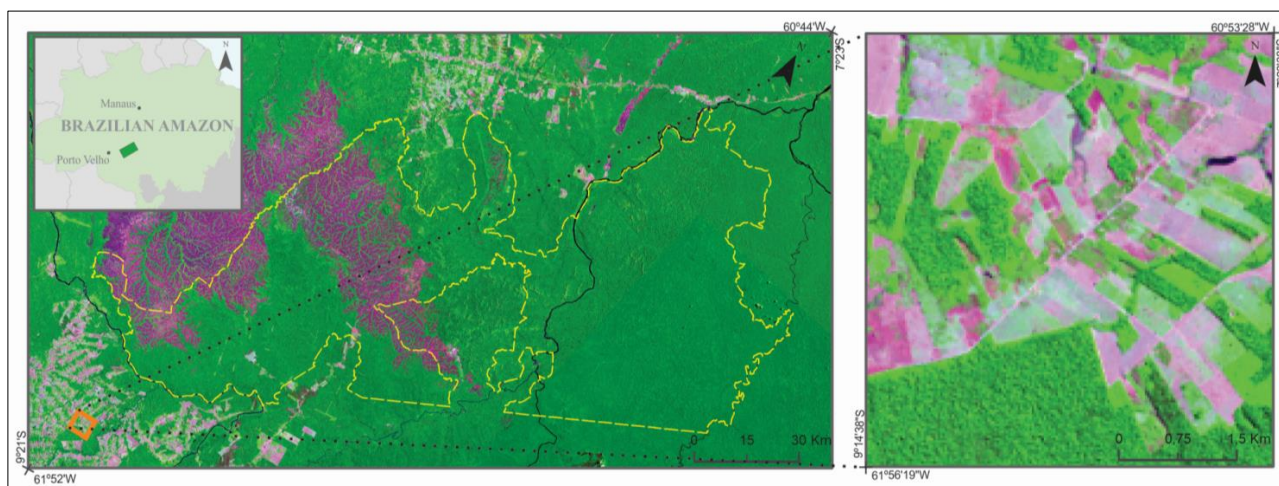 60°44'W
7°23'S
N
Manaus
BRAZILIAN AMAZON
Porto Velho
0 15 30 Km
9°21'S
61°52'W
60°53'28"W
N
0 0.75 1.5 Km
9°14'38"S
61°56'19"W